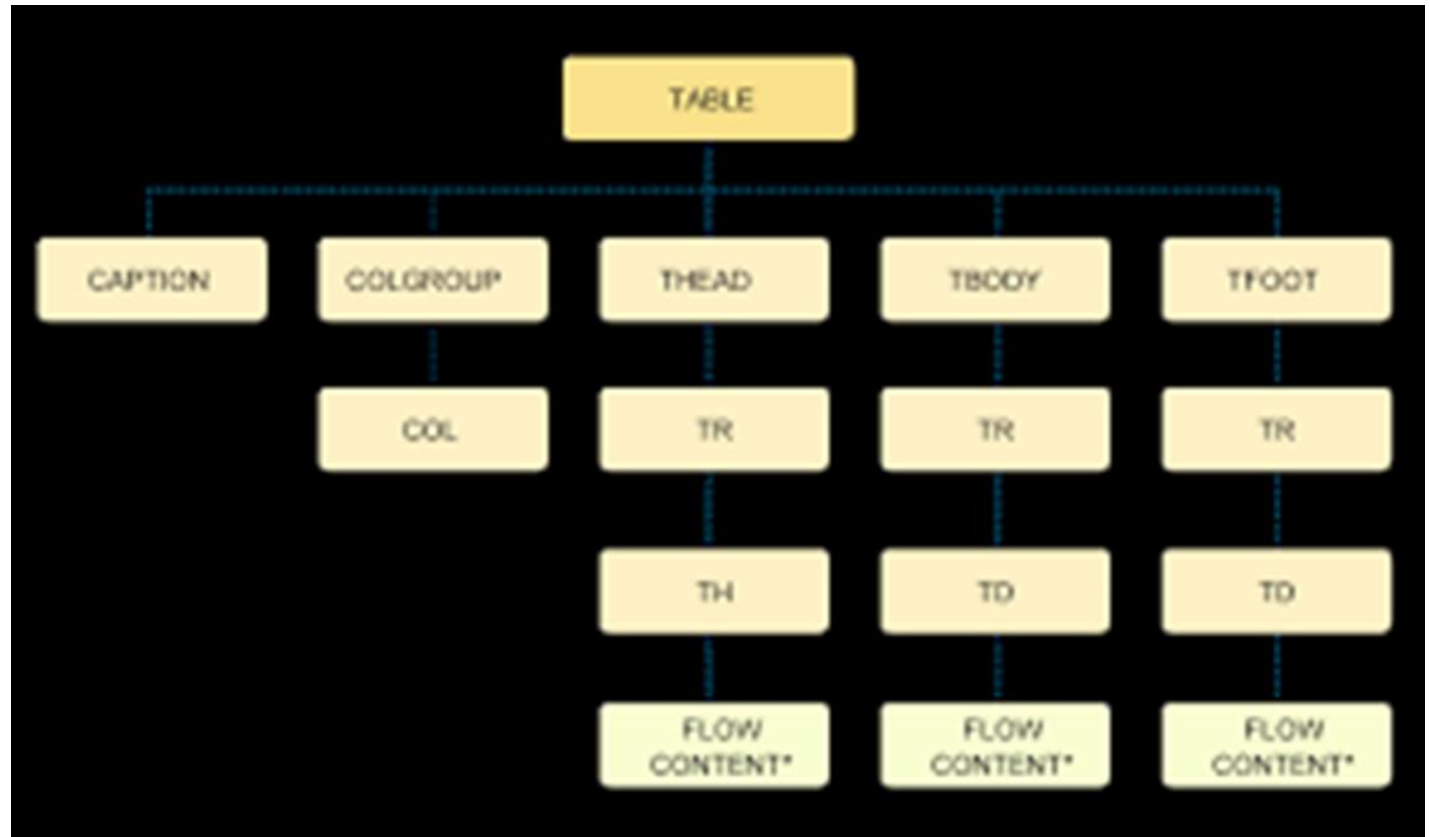 TABLE
CAPTION
COLGROUP
THEAD
TBODY
TFOOT
COL
TR
TR
TR
TH
TD
TD
FLOW
CONTENT*
FLOW
CONTENT*
FLOW
CONTENT*